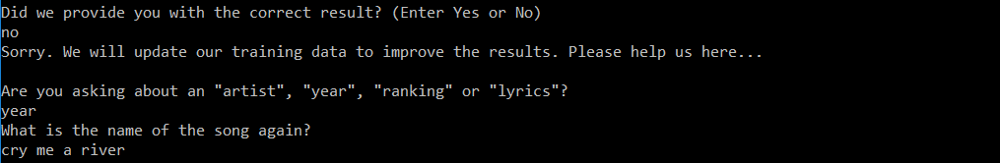 Did we provide you with the correct result? (Enter Yes or No)
no
Sorry. We will update our training data to improve the results. Please help us here...
Are you asking about an "artist", "year", "ranking" or "lyrics"?
year
What is the name of the song again?
cry me a river